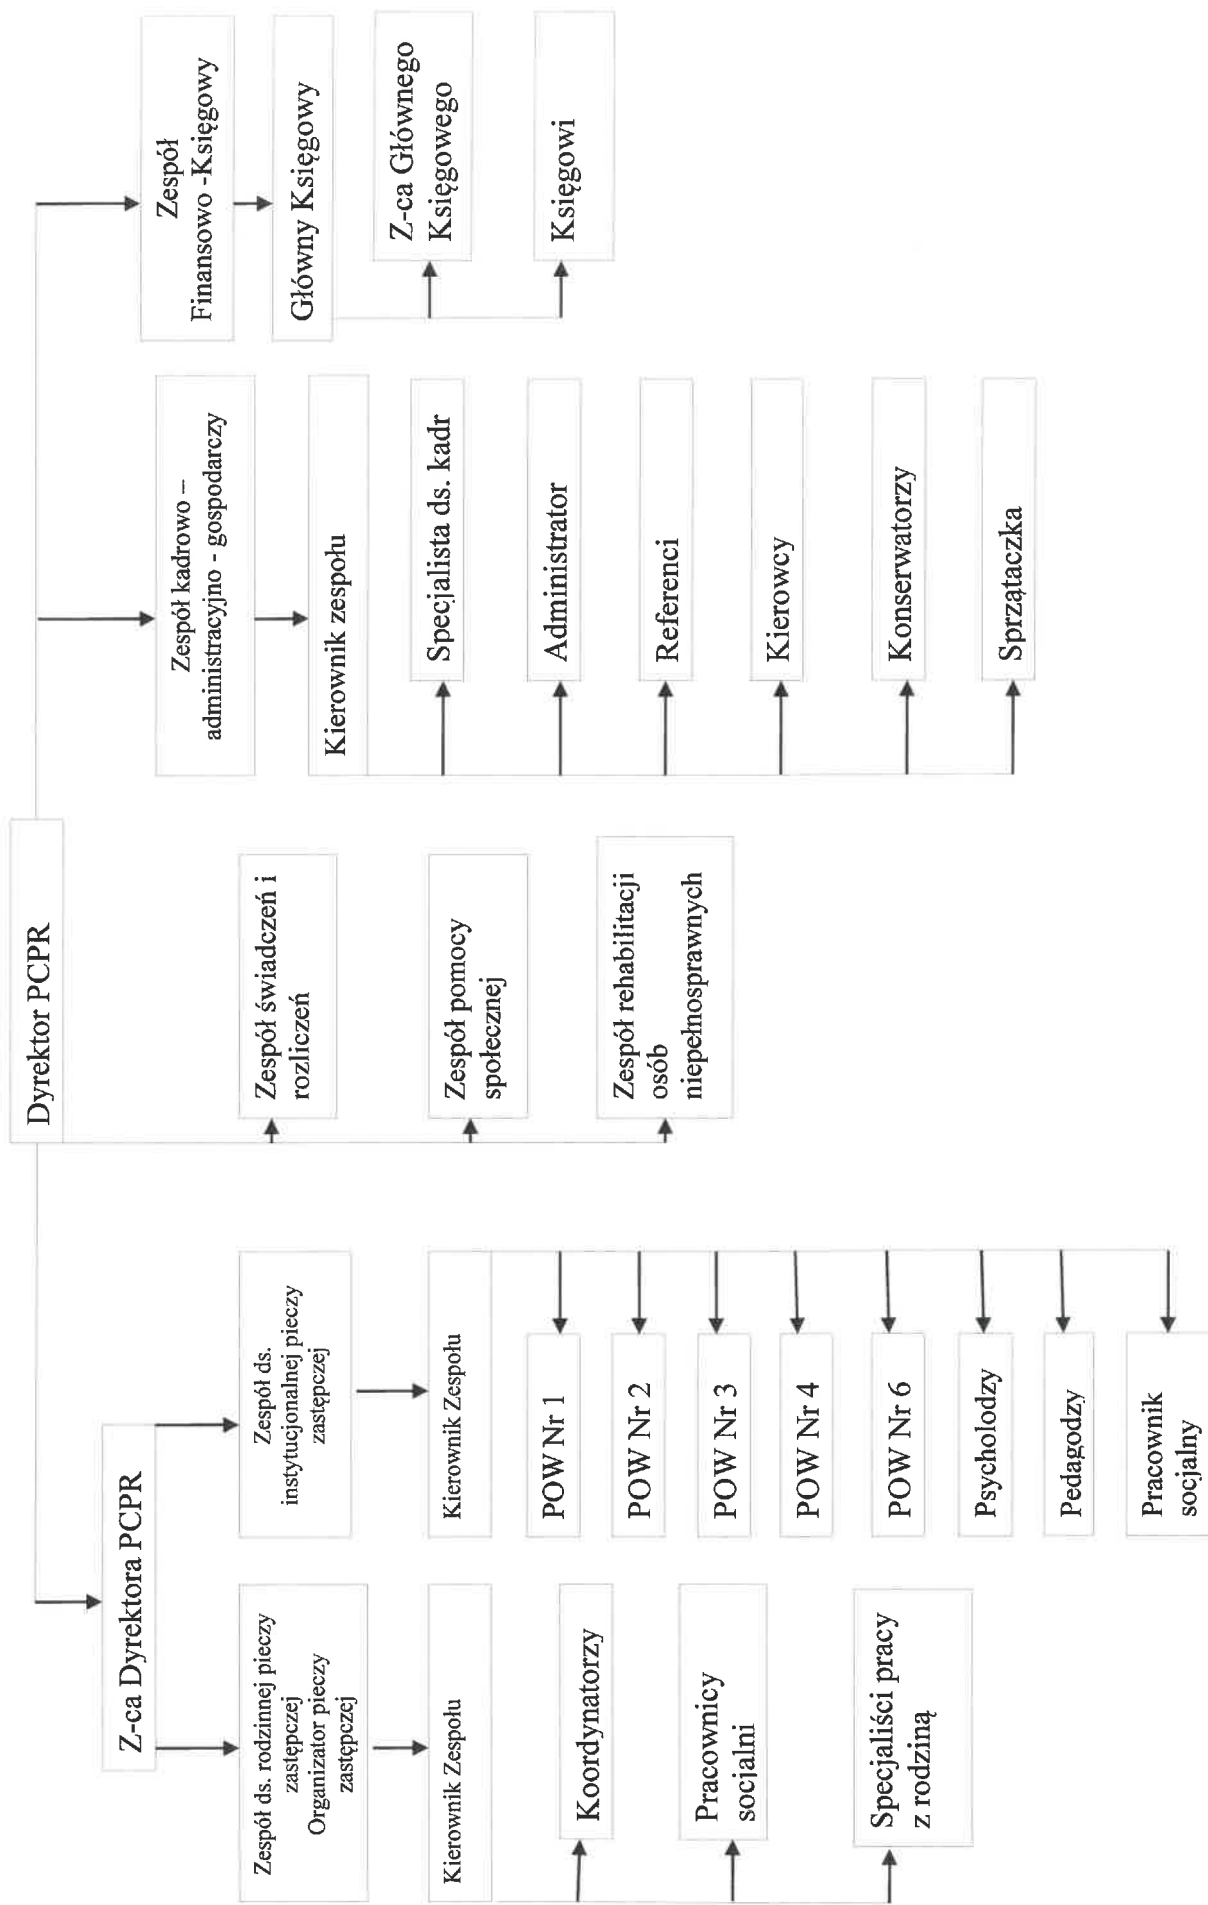 Dyrektor PCPR
Z-ca Dyrektora PCPR
Zespół ds. rodzinnej pieczy
zastępczej
Organizator pieczy
zastępczej
Kierownik Zespołu
Koordynatorzy
Pracownicy
socjalni
Specjaliści pracy
z rodziną
Zespół ds.
instytucjonalnej pieczy
zastępczej
Kierownik Zespołu
POW Nr 1
POW Nr 2
POW Nr 3
POW Nr 4
POW Nr 6
Psycholodzy
Pedagodzy
Pracownik
socjalny
Zespół świadczeń i
rozliczeń
Zespół pomocy
społecznej
Zespół rehabilitacji
osób
niepełnosprawnych
Zespół kadrowo –
administracyjno - gospodarczy
Kierownik zespołu
Specjalista ds. kadr
Administrator
Referenci
Kierowcy
Konserwatorzy
Sprzątaczka
Zespół
Finansowo -Księgowy
Główny Księgowy
Z-ca Głównego
Księgowego
Księgowi